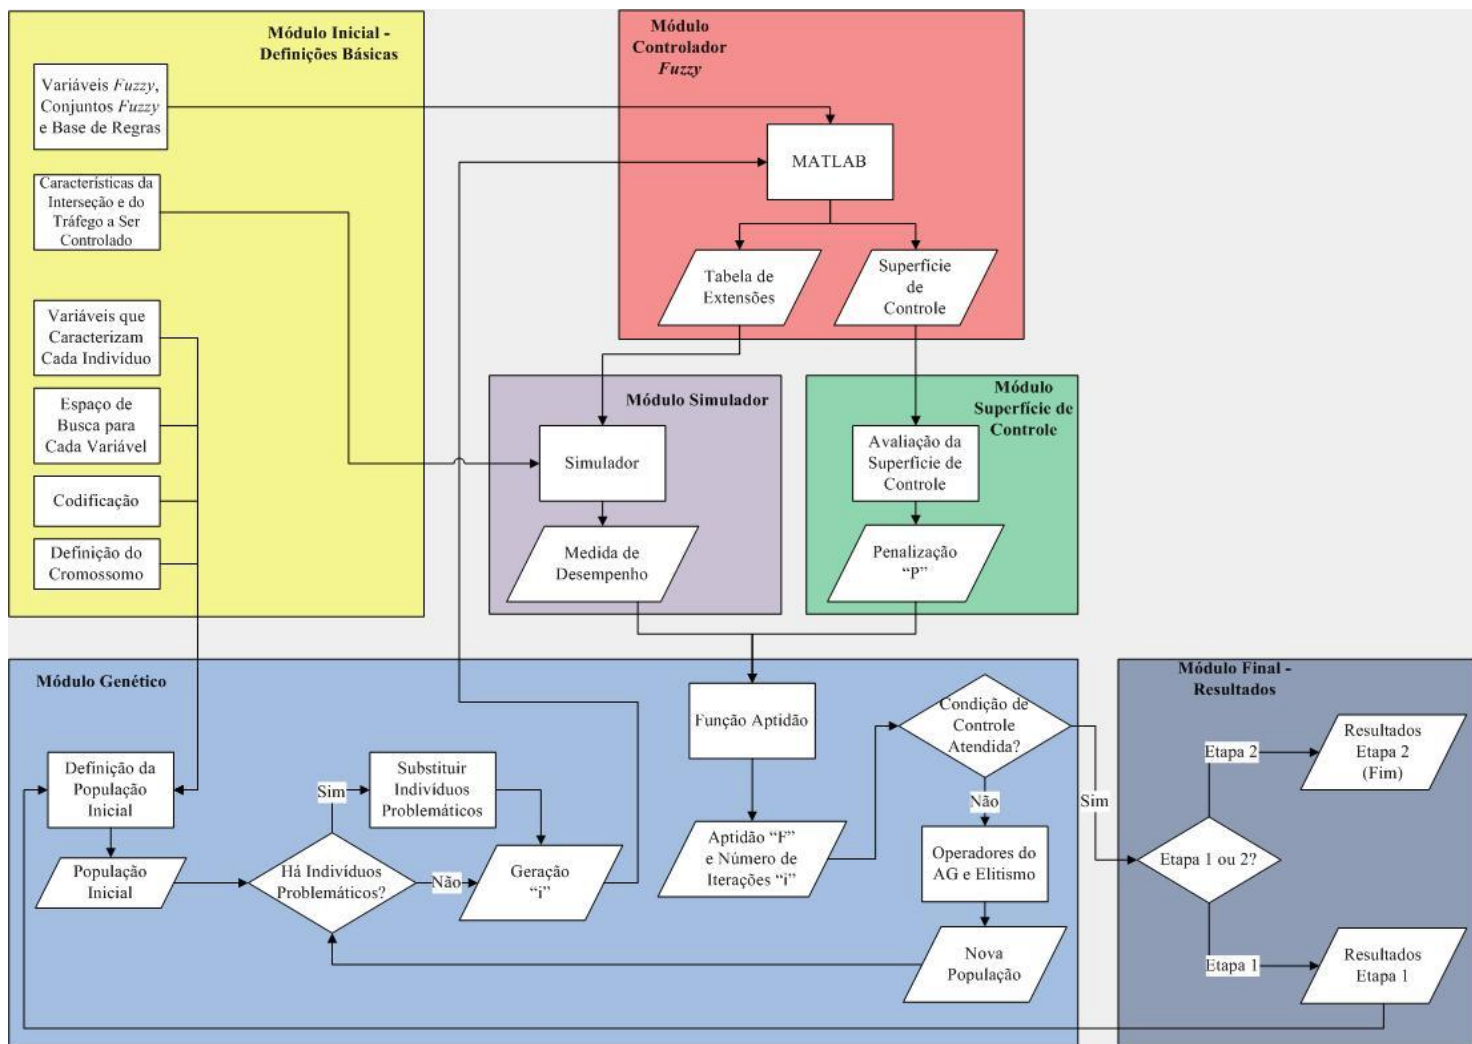 Módulo Inicial -
Definições Básicas
Variáveis Fuzzy,
Conjuntos Fuzzy
e Base de Regras
Características da
Interseção e do
Tráfego a Ser
Controlado
Variáveis que
Caracterizam
Cada Indivíduo
Espaço de
Busca para
Cada Variável
Codificação
Definição do
Cromossomo
Módulo
Controlador
Fuzzy
MATLAB
Tabela de
Extensões
Superfície
de
Controle
Módulo Simulador
Simulador
Medida de
Desempenho
Módulo
Superfície de
Controle
Avaliação da
Superfície de
Controle
Penalização
“P”
Módulo Genético
Definição da
População
Inicial
População
Inicial
Sim
Substituir
Indivíduos
Problemáticos
Há Indivíduos
Problemáticos?
Não
Geração
“i”
Função Aptidão
Aptidão “F”
e Número de
Iterações “i”
Condição de
Controle
Atendida?
Não
Sim
Operadores do
AG e Elitismo
Nova
População
Módulo Final -
Resultados
Etapa 2
Resultados
Etapa 2
(Fim)
Etapa 1 ou 2?
Etapa 1
Resultados
Etapa 1